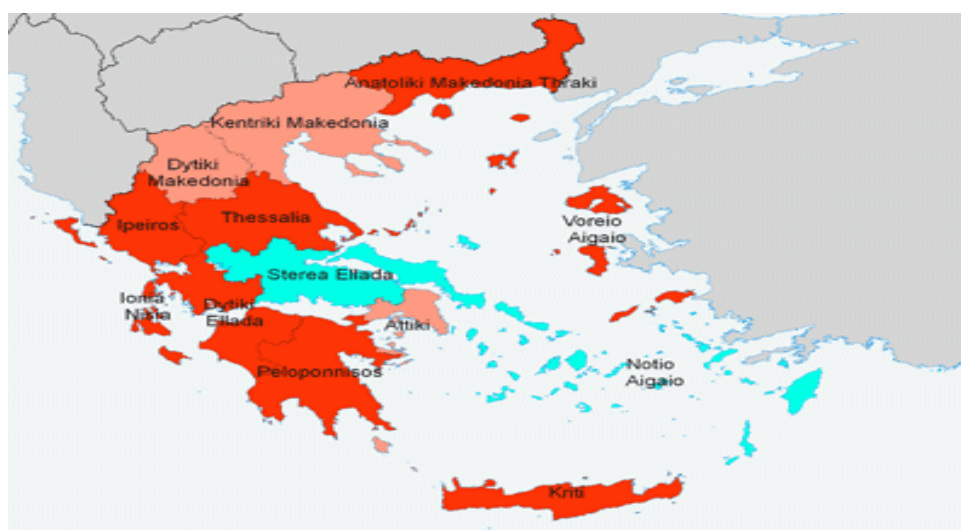 Anatoliki Makedonia Thraki
Kentriki Makedonia
Dytiki
Makedonia
Ipeiros
Thessalia
Voreio
Aigaio
Sterea Ellada
Ionia
Nisia
Dytiki
Ellada
Attiki
Peloponnisos
Notio
Aigaio
Kriti